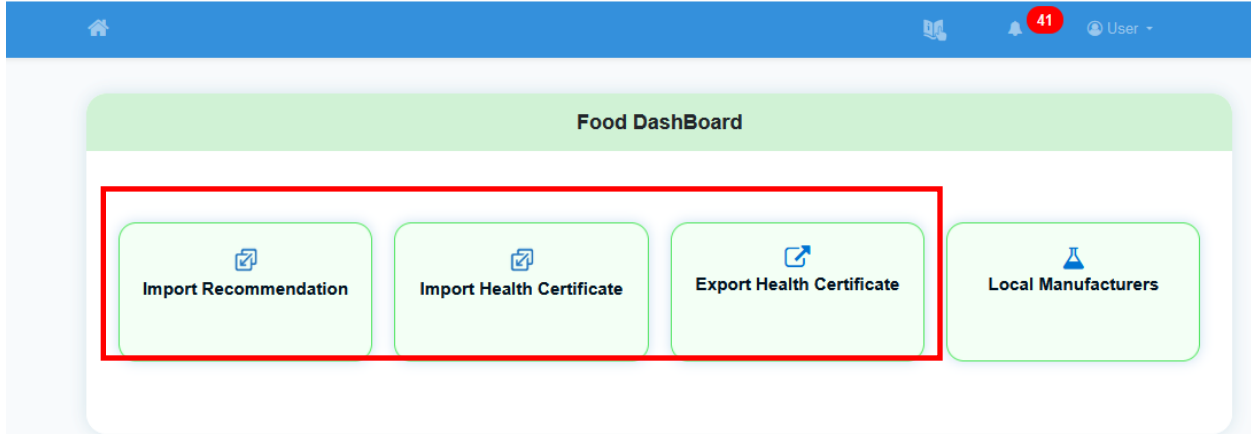 41
User
Food DashBoard
Import Recommendation
Import Health Certificate
Export Health Certificate
Local Manufacturers